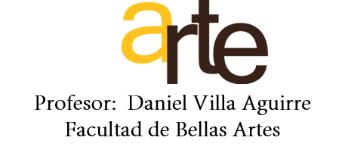 arte
Profesor: Daniel Villa Aguirre
Facultad de Bellas Artes